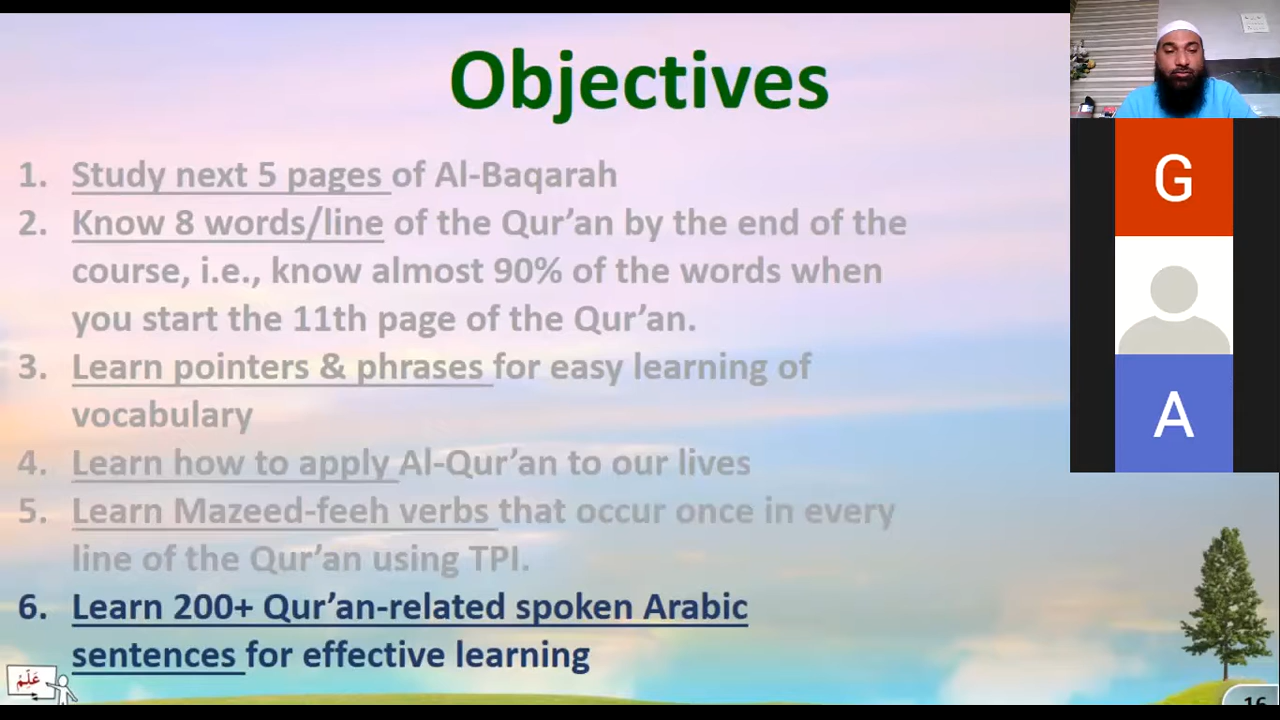 Objectives
1. Study next 5 pages of Al-Baqarah
2. Know 8 words/line of the Qur’an by the end of the
course, i.e., know almost 90% of the words when
you start the 11th page of the Qur’an.
3. Learn pointers & phrases for easy learning of
vocabulary
4. Learn how to apply Al-Qur’an to our lives
5. Learn Mazeed-feeh verbs that occur once in every
line of the Qur’an using TPI.
6. Learn 200+ Qur’an-related spoken Arabic
sentences for effective learning
عَلِّمْ
16
G
A